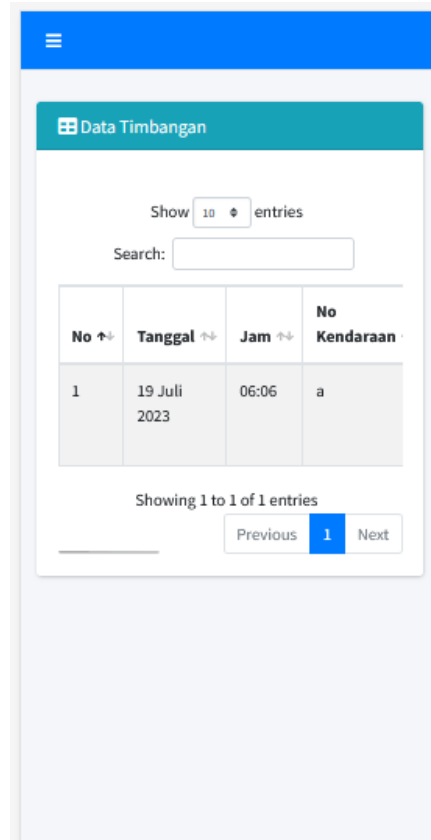 Data Timbangan
Show 10 entries
Search:
No Tanggal Jam No Kendaraan
1 19 Juli 2023 06:06 a
Showing 1 to 1 of 1 entries
Previous 1 Next